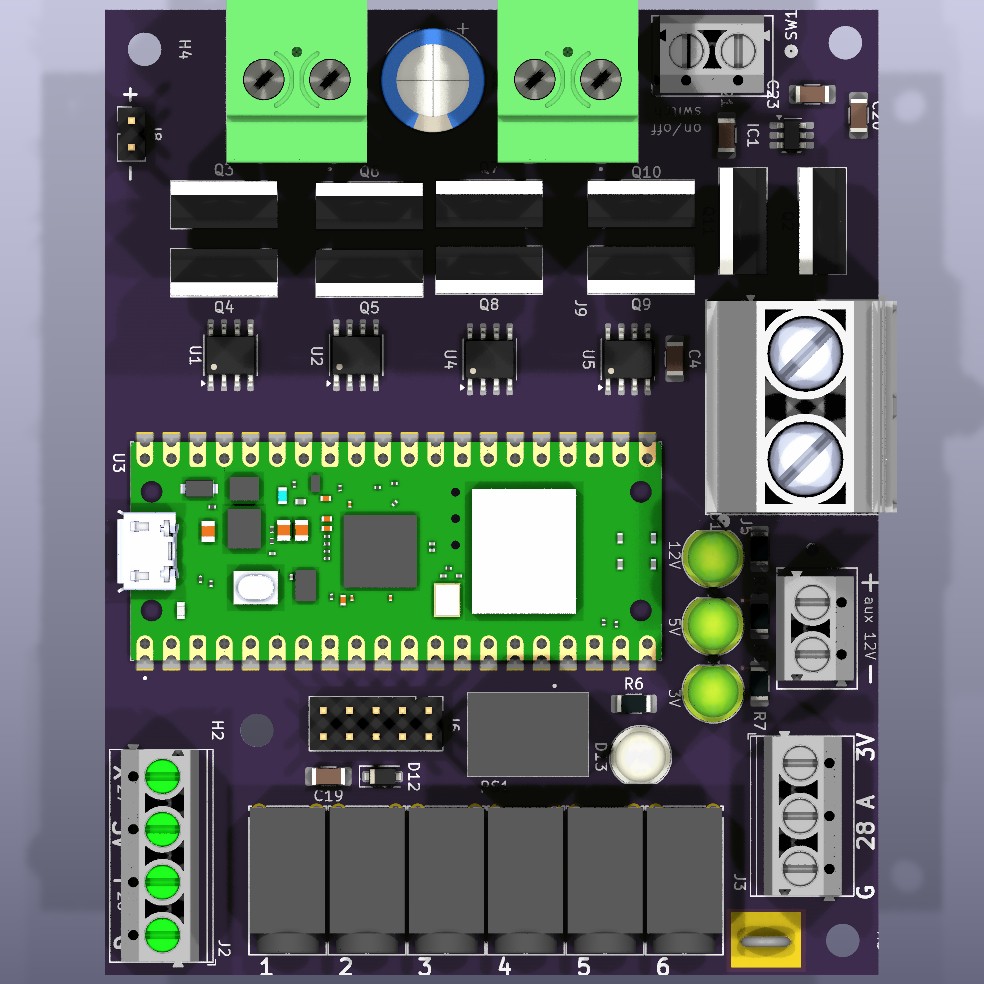 H4
+
-
+
SW1
C23
C20
on/off
IC1
Q3
Q6
Q10
Q4
Q5
Q8
J9
Q9
U1
U2
U4
U5
C4
U3
12V
J5
5V
3V
+
aux 12V
-
R6
R7
H2
D13
D12
C19
3V
28 A
G
J3
J2
1 2 3 4 5 6